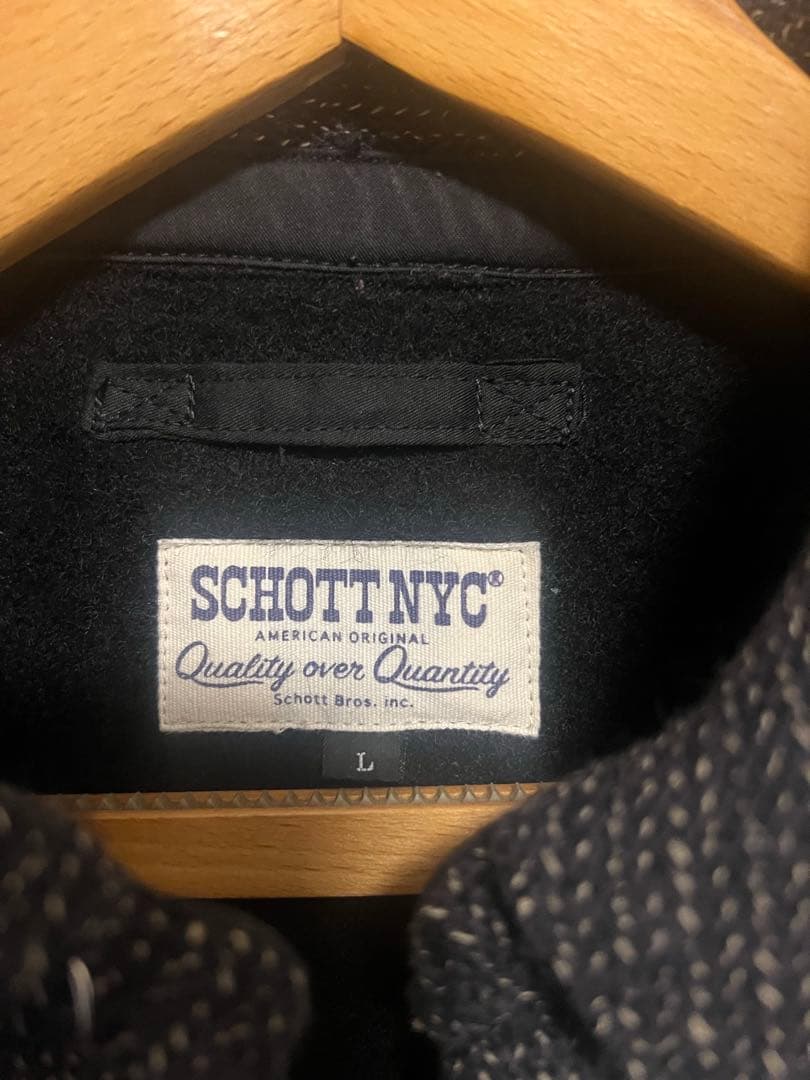 SCHOTT NYC®
AMERICAN ORIGINAL
Quality over Quantity
Schott Bros. inc.
L